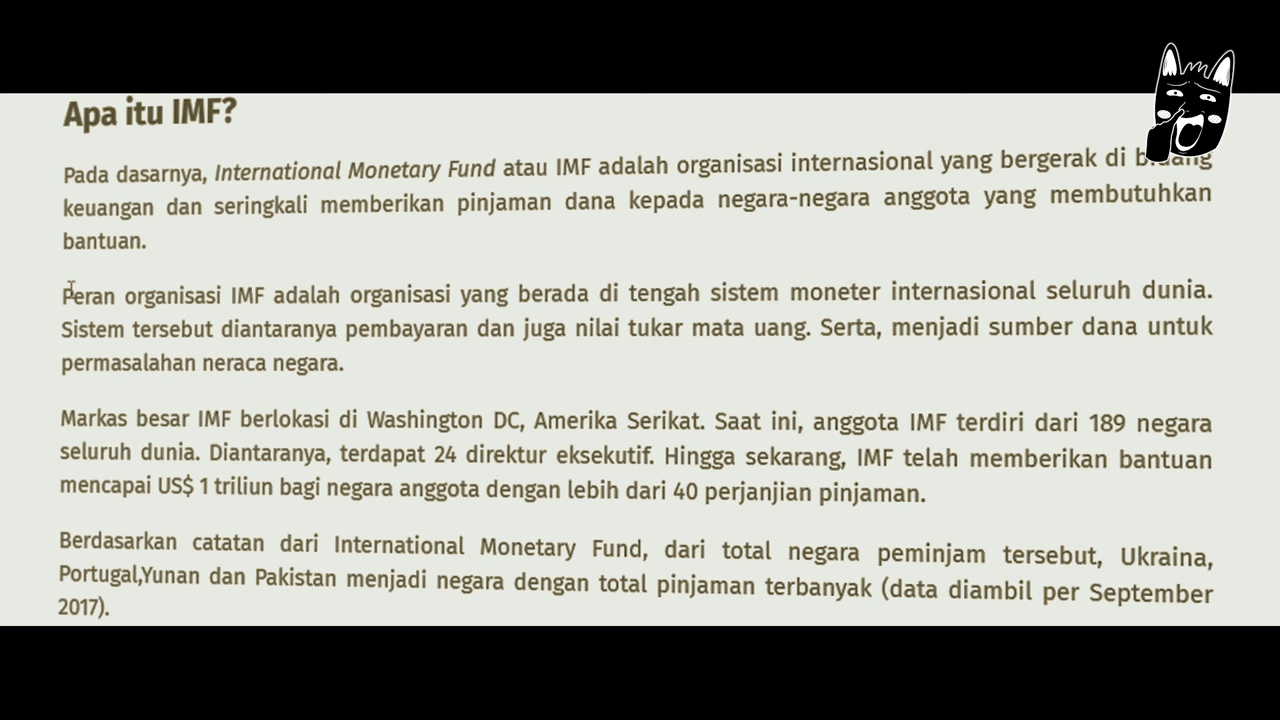 Apa itu IMF?
Pada dasarnya, International Monetary Fund atau IMF adalah organisasi internasional yang bergerak di bidang
keuangan dan seringkali memberikan pinjaman dana kepada negara-negara anggota yang membutuhkan
bantuan.
Peran organisasi IMF adalah organisasi yang berada di tengah sistem moneter internasional seluruh dunia.
Sistem tersebut diantaranya pembayaran dan juga nilai tukar mata uang. Serta, menjadi sumber dana untuk
permasalahan neraca negara.
Markas besar IMF berlokasi di Washington DC, Amerika Serikat. Saat ini, anggota IMF terdiri dari 189 negara
seluruh dunia. Diantaranya, terdapat 24 direktur eksekutif. Hingga sekarang, IMF telah memberikan bantuan
mencapai US$ 1 triliun bagi negara anggota dengan lebih dari 40 perjanjian pinjaman.
Berdasarkan catatan dari International Monetary Fund, dari total negara peminjam tersebut, Ukraina,
Portugal,Yunan dan Pakistan menjadi negara dengan total pinjaman terbanyak (data diambil per September
2017).